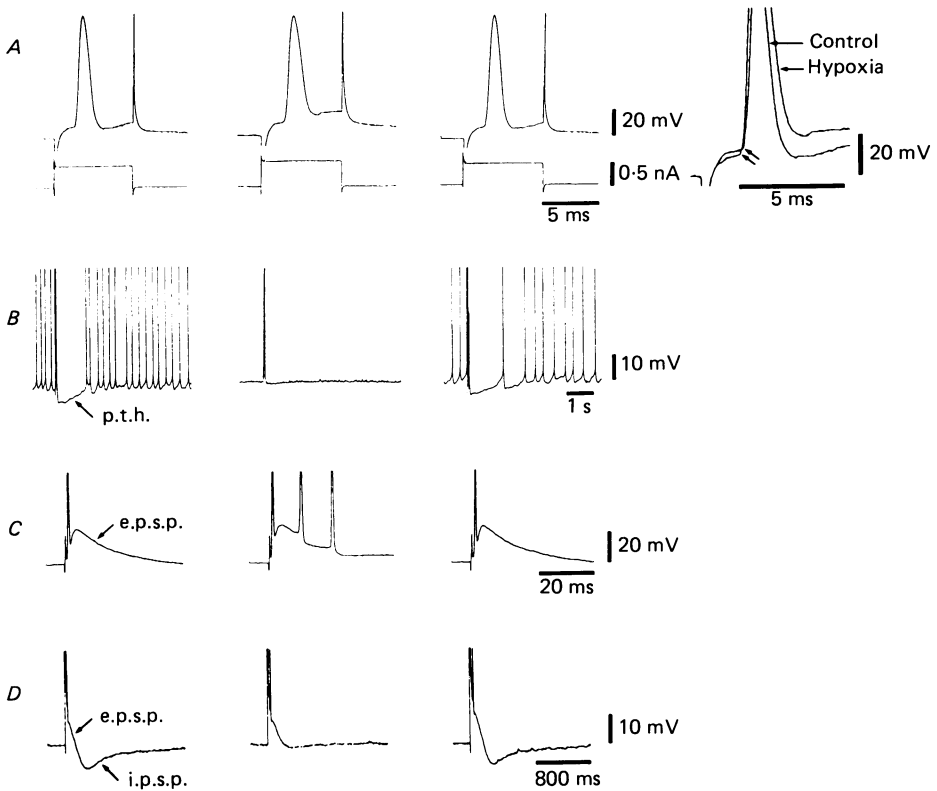 A
Control
Hypoxia
20 mV
0·5 nA
5 ms
20 mV
5 ms
B
p.t.h.
10 mV
1 s
C
e.p.s.p.
20 mV
20 ms
D
e.p.s.p.
i.p.s.p.
10 mV
800 ms